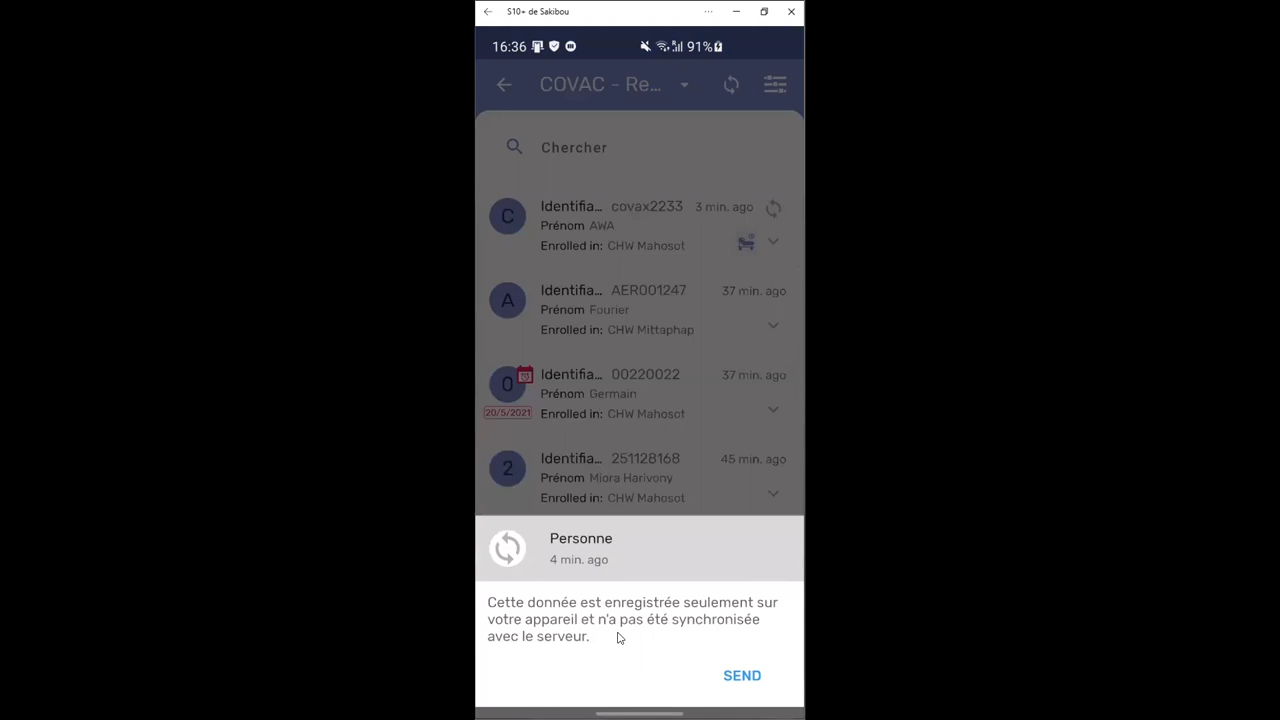 S10+ de Sakibou
16:36 91%
COVAC - Re...
Chercher
Identifia... covax2233 3 min. ago
Prénom AWA
Enrolled in: CHW Mahosot
Identifia... AER001247 37 min. ago
Prénom Fourier
Enrolled in: CHW Mittaphap
Identifia... 00220022 37 min. ago
Prénom Germain
20/5/2021 Enrolled in: CHW Mahosot
Identifia... 251128168 45 min. ago
Prénom Miora Harivony
Enrolled in: CHW Mahosot
C
A
0
2
Personne
4 min. ago
Cette donnée est enregistrée seulement sur
votre appareil et n'a pas été synchronisée
avec le serveur.
SEND